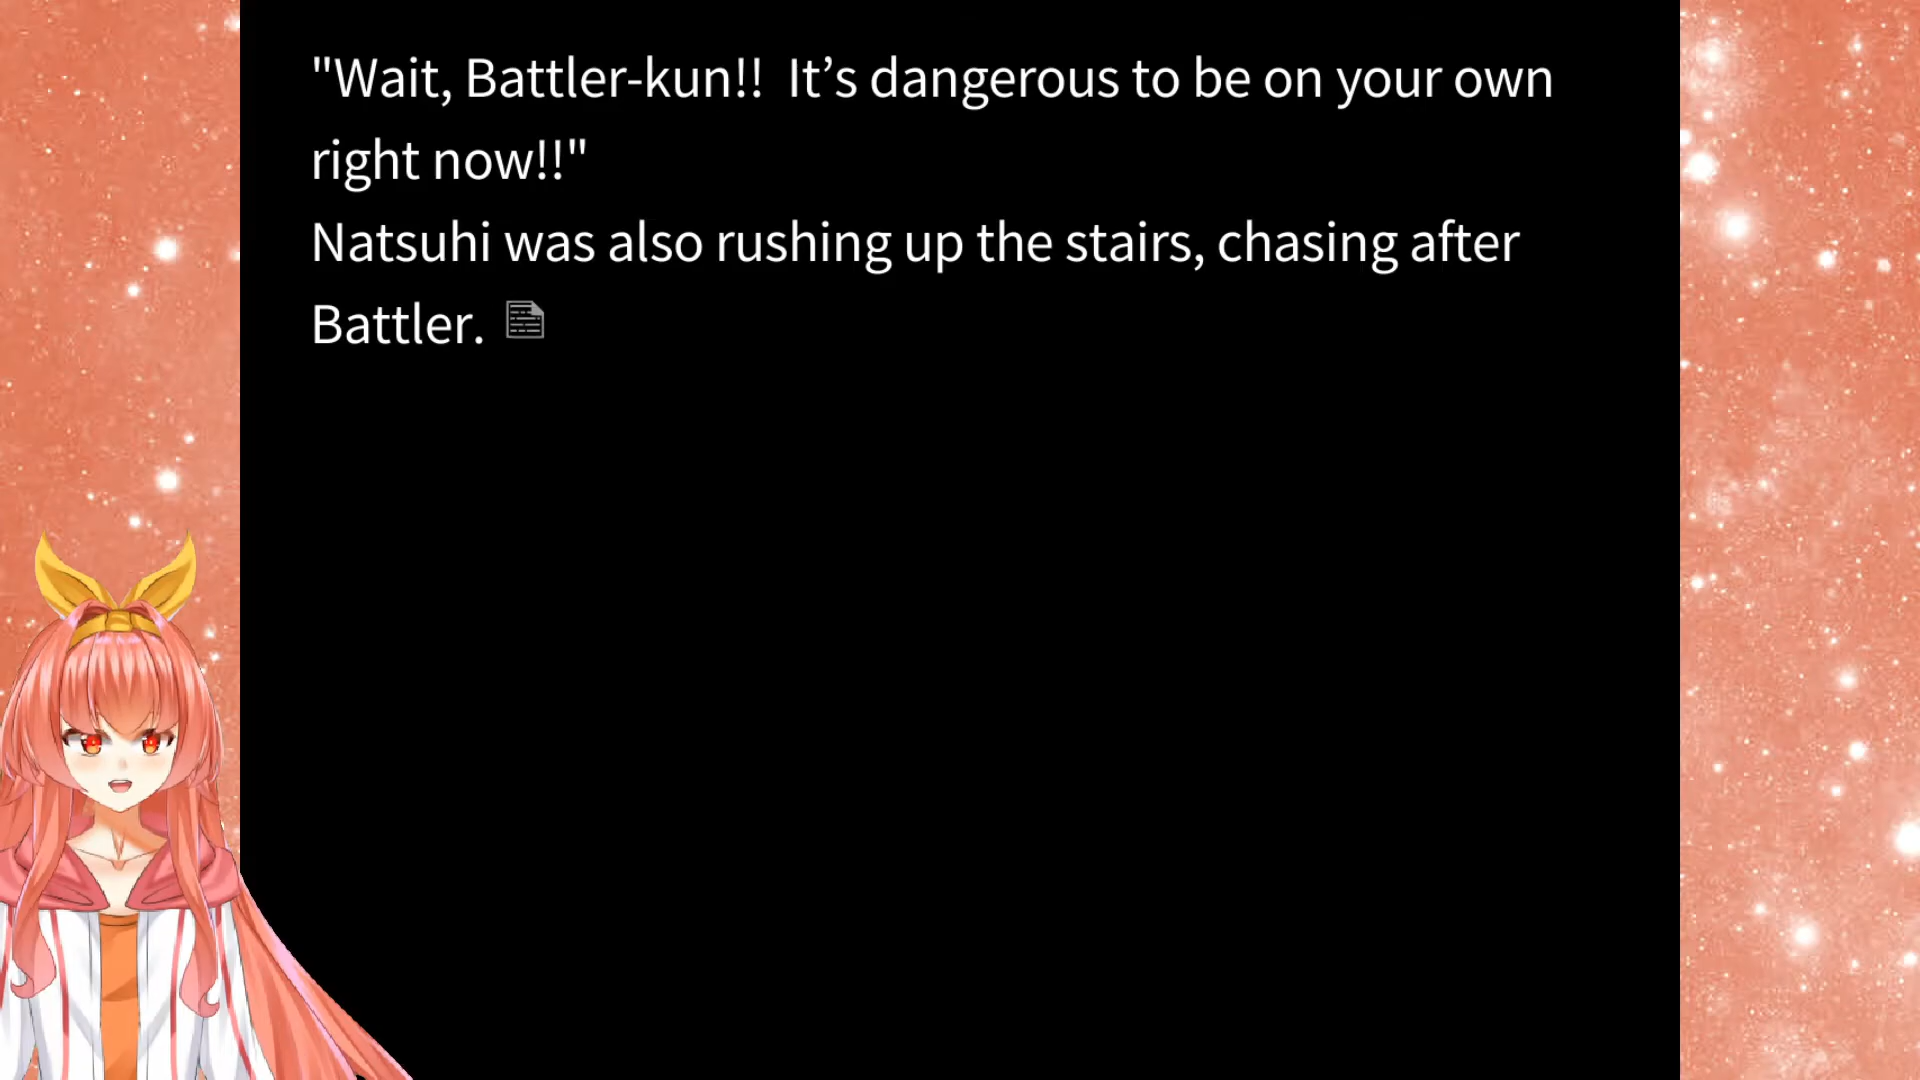 "Wait, Battler-kun!!  It’s dangerous to be on your own
right now!!"
Natsuhi was also rushing up the stairs, chasing after
Battler.